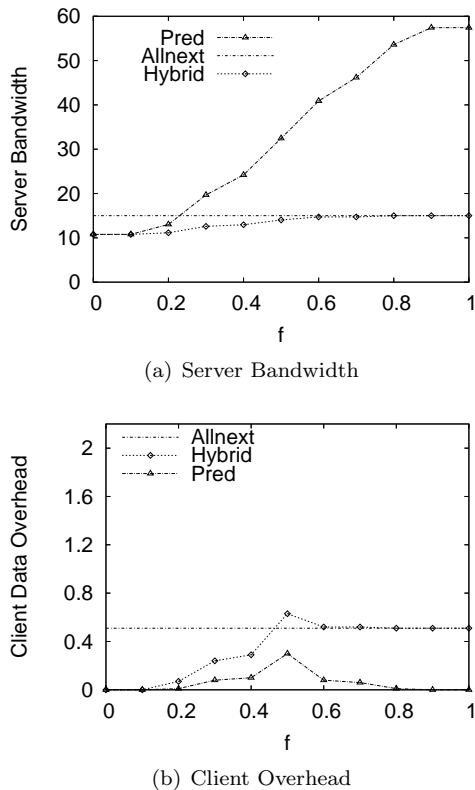 60
50
40
30
20
10
0
Server Bandwidth
Pred
Allnext
Hybrid
0 0.2 0.4 0.6 0.8 1
f
(a) Server Bandwidth
2
1.6
1.2
0.8
0.4
0
Client Data Overhead
Allnext
Hybrid
Pred
0 0.2 0.4 0.6 0.8 1
f
(b) Client Overhead